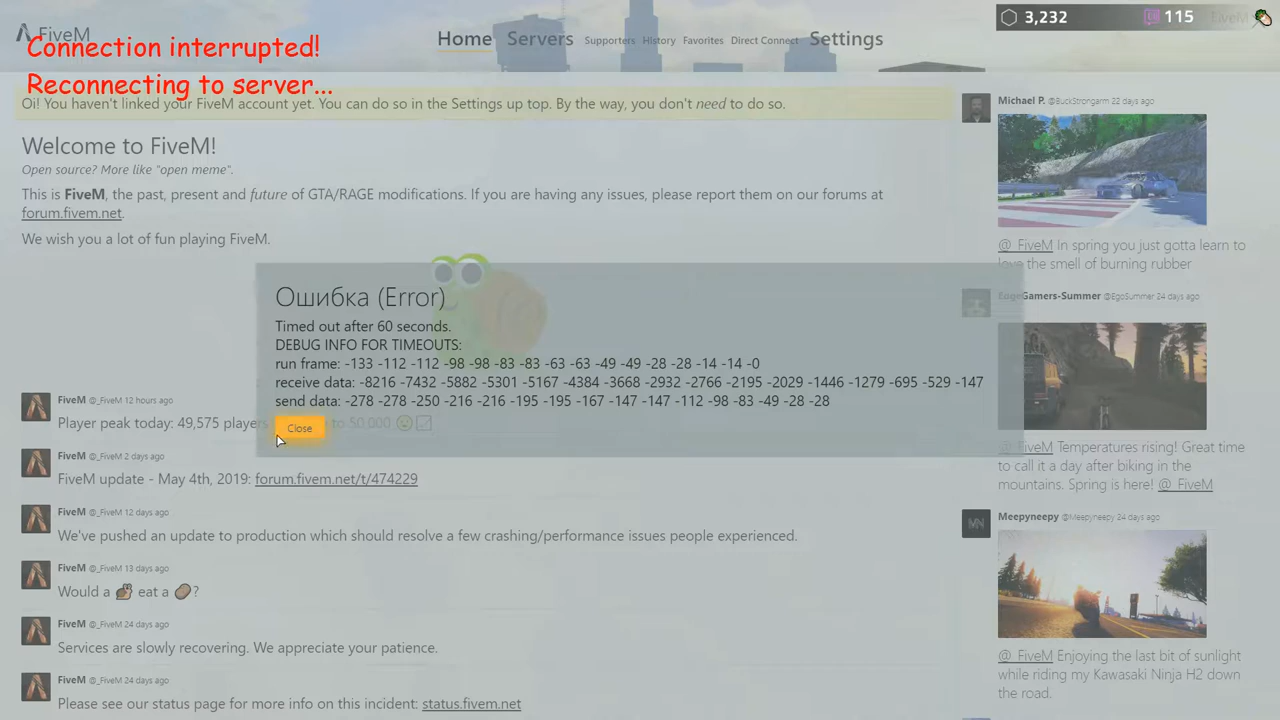 FiveM
Connection interrupted!
Reconnecting to server...
Home Servers Supporters History Favorites Direct Connect Settings
3,232
115
FiveM
Oi! You haven't linked your FiveM account yet. You can do so in the Settings up top. By the way, you don't need to do so.
Welcome to FiveM!
Open source? More like "open meme".
This is FiveM, the past, present and future of GTA/RAGE modifications. If you are having any issues, please report them on our forums at
forum.fivem.net.
We wish you a lot of fun playing FiveM.
Ошибка (Error)
Timed out after 60 seconds.
DEBUG INFO FOR TIMEOUTS:
run frame: -133 -112 -112 -98 -98 -83 -83 -63 -63 -49 -49 -28 -28 -14 -14 -0
receive data: -8216 -7432 -5882 -5301 -5167 -4384 -3668 -2932 -2766 -2195 -2029 -1446 -1279 -695 -529 -147
send data: -278 -278 -250 -216 -216 -195 -195 -167 -147 -147 -112 -98 -83 -49 -28 -28
Close
FiveM @_FiveM 12 hours ago
Player peak today: 49,575 players to 50,000
FiveM @_FiveM 2 days ago
FiveM update - May 4th, 2019: forum.fivem.net/t/474229
FiveM @_FiveM 12 days ago
We've pushed an update to production which should resolve a few crashing/performance issues people experienced.
FiveM @_FiveM 13 days ago
Would a 🐇 eat a 🥔?
FiveM @_FiveM 24 days ago
Services are slowly recovering. We appreciate your patience.
FiveM @_FiveM 24 days ago
Please see our status page for more info on this incident: status.fivem.net
Michael P. @BuckStrongarm 22 days ago
@_FiveM In spring you just gotta learn to
love the smell of burning rubber
EdgeGamers-Summer @EgoSummer 24 days ago
@_FiveM Temperatures rising! Great time
to call it a day after biking in the
mountains. Spring is here! @_FiveM
Meepyneepy @Meepyneepy 24 days ago
MN
@_FiveM Enjoying the last bit of sunlight
while riding my Kawasaki Ninja H2 down
the road.